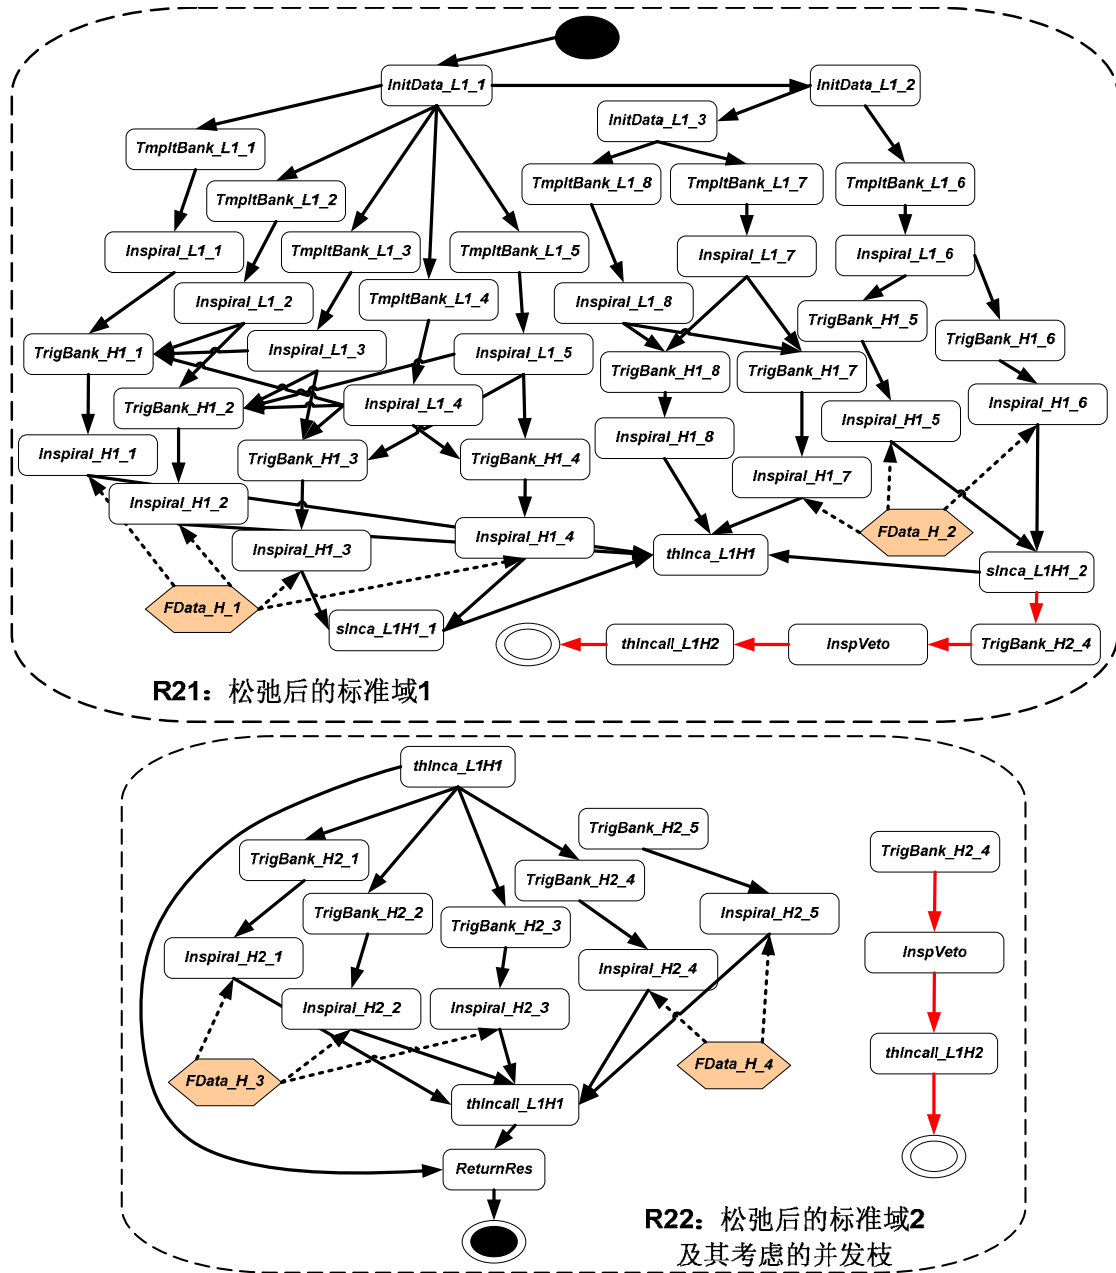 InitData_L1_1
InitData_L1_2
InitData_L1_3
TmpltBank_L1_1
TmpltBank_L1_2
TmpltBank_L1_8
TmpltBank_L1_7
TmpltBank_L1_6
Inspiral_L1_1
TmpltBank_L1_3
TmpltBank_L1_5
Inspiral_L1_7
Inspiral_L1_6
Inspiral_L1_2
TmpltBank_L1_4
Inspiral_L1_8
TrigBank_H1_5
TrigBank_H1_6
TrigBank_H1_1
Inspiral_L1_3
Inspiral_L1_5
TrigBank_H1_8
TrigBank_H1_7
TrigBank_H1_2
Inspiral_L1_4
Inspiral_H1_5
Inspiral_H1_6
Inspiral_H1_1
TrigBank_H1_3
TrigBank_H1_4
Inspiral_H1_8
Inspiral_H1_7
Inspiral_H1_2
Inspiral_H1_3
Inspiral_H1_4
thInca_L1H1
FData_H_2
sInca_L1H1_2
FData_H_1
sInca_L1H1_1
thIncall_L1H2
InspVeto
TrigBank_H2_4
R21：松弛后的标准域1
thInca_L1H1
TrigBank_H2_5
TrigBank_H2_1
TrigBank_H2_4
TrigBank_H2_4
TrigBank_H2_2
TrigBank_H2_3
Inspiral_H2_5
Inspiral_H2_1
Inspiral_H2_4
InspVeto
Inspiral_H2_2
Inspiral_H2_3
thIncall_L1H2
FData_H_3
FData_H_4
thIncall_L1H1
ReturnRes
R22：松弛后的标准域2
及其考虑的并发枝